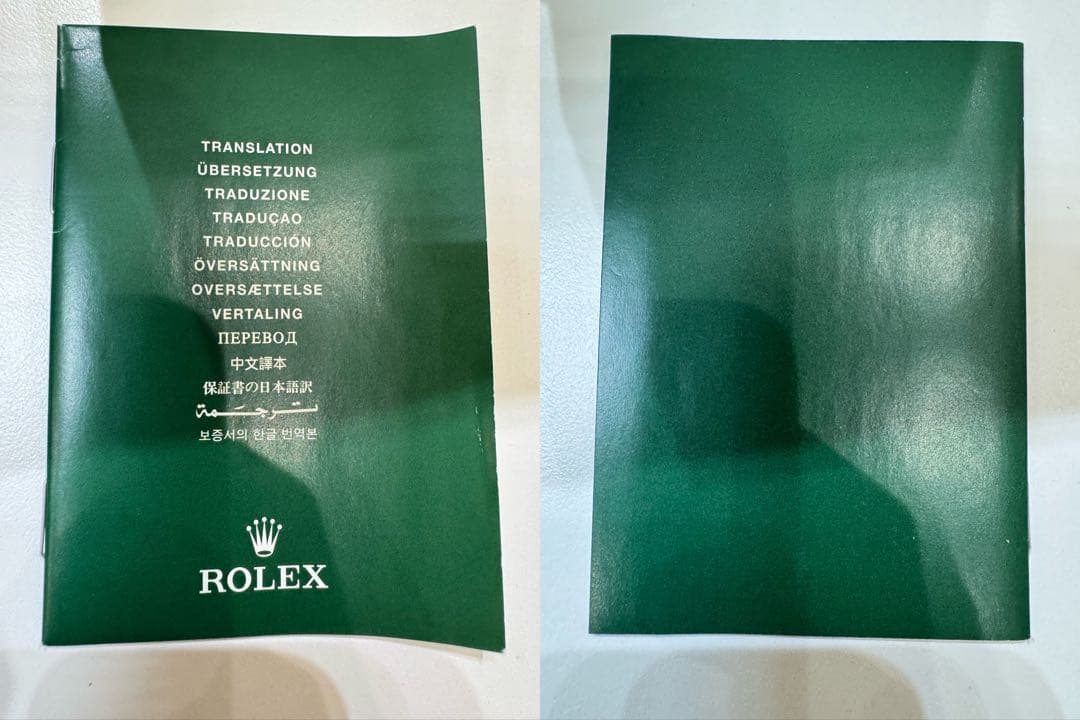 TRANSLATION
ÜBERSETZUNG
TRADUZIONE
TRADUÇAO
TRADUCCIÓN
ÖVERSÄTTNING
OVERSÆTTELSE
VERTALING
ПЕРЕВОД
中文譯本
保証書の日本語訳
ترجمة
보증서의 한글 번역본
ROLEX